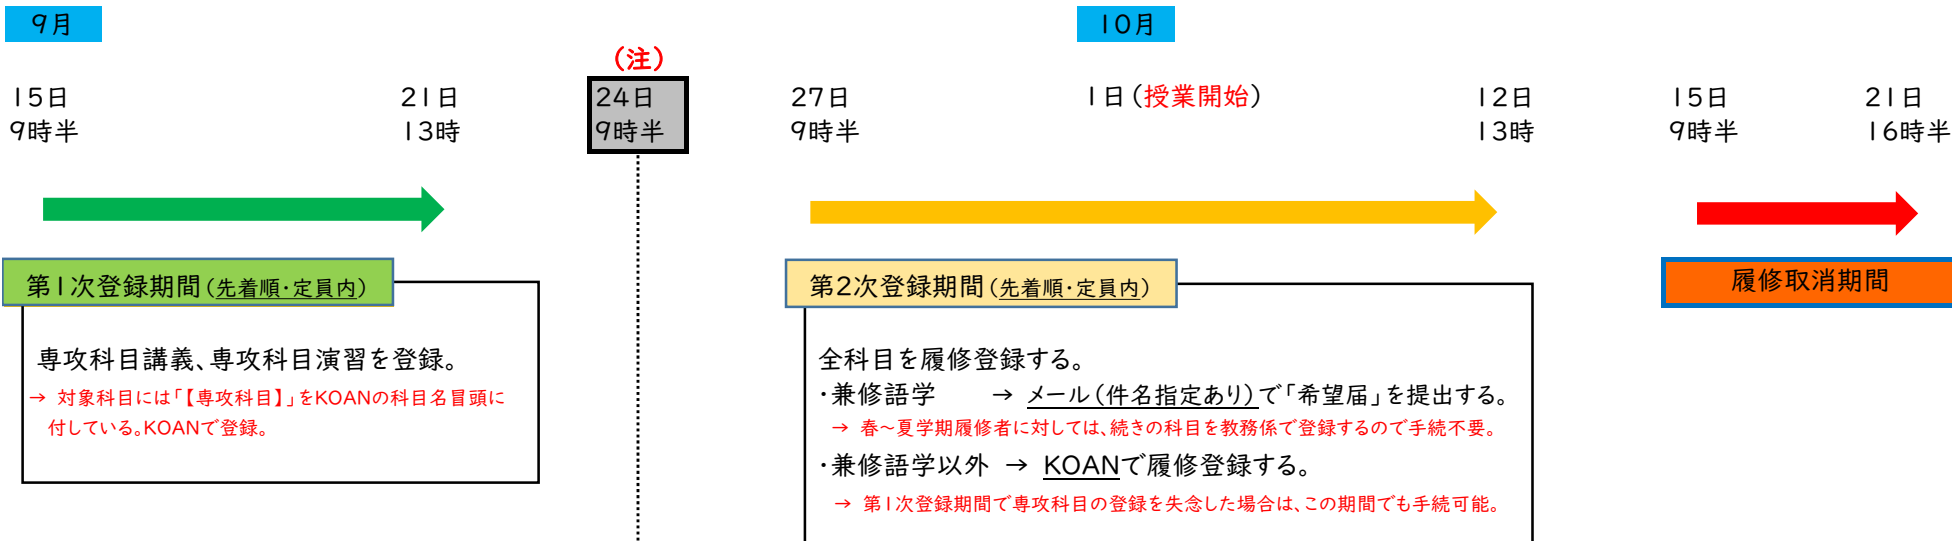 9月
10月
(注)
15日
9時半
21日
13時
24日
9時半
27日
9時半
1日(授業開始)
12日
13時
15日
9時半
21日
16時半
第1次登録期間(先着順・定員内)
専攻科目講義、専攻科目演習を登録。
→ 対象科目には「【専攻科目】」をKOANの科目名冒頭に
付している。KOANで登録。
第2次登録期間(先着順・定員内)
全科目を履修登録する。
・兼修語学 → メール(件名指定あり)で「希望届」を提出する。
→ 春~夏学期履修者に対しては、続きの科目を教務係で登録するので手続不要。
・兼修語学以外 → KOANで履修登録する。
→ 第1次登録期間で専攻科目の登録を失念した場合は、この期間でも手続可能。
履修取消期間